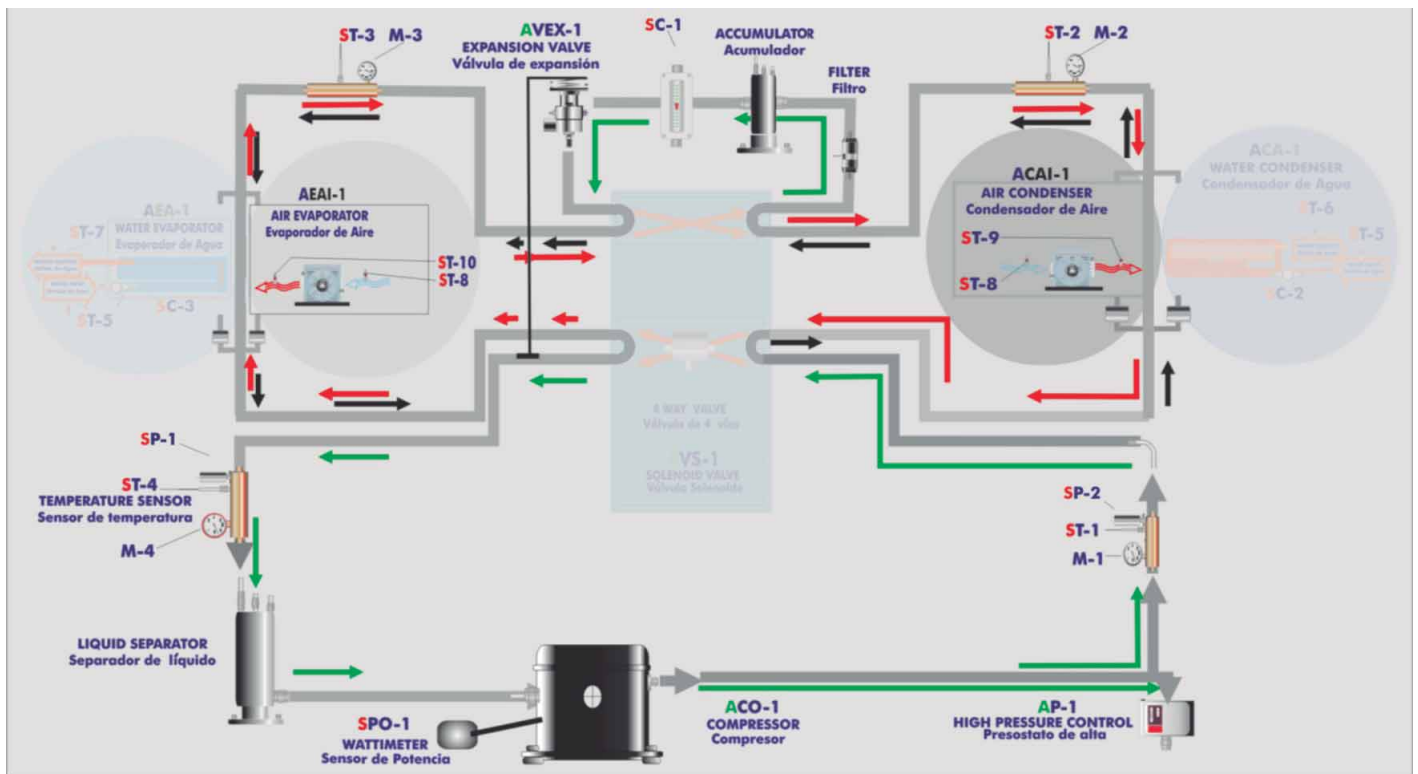 ST-3
M-3
AVEX-1
EXPANSION VALVE
Válvula de expansión
SC-1
ACCUMULATOR
Acumulador
FILTER
Filtro
ST-2
M-2
AEA-1
WATER EVAPORATOR
Evaporador de Agua
ST-7
ST-5
SC-3
AEAI-1
AIR EVAPORATOR
Evaporador de Aire
ST-10
ST-8
ACAI-1
AIR CONDENSER
Condensador de Aire
ST-9
ST-8
ACA-1
WATER CONDENSER
Condensador de Agua
ST-6
ST-5
SC-2
4 WAY VALVE
Válvula de 4 vías
AVS-1
SOLENOID VALVE
Valvula Solenoide
SP-1
ST-4
TEMPERATURE SENSOR
Sensor de temperatura
M-4
SP-2
ST-1
M-1
LIQUID SEPARATOR
Separador de líquido
SPO-1
WATTIMETER
Sensor de Potencia
ACO-1
COMPRESSOR
Compresor
AP-1
HIGH PRESSURE CONTROL
Presostato de alta